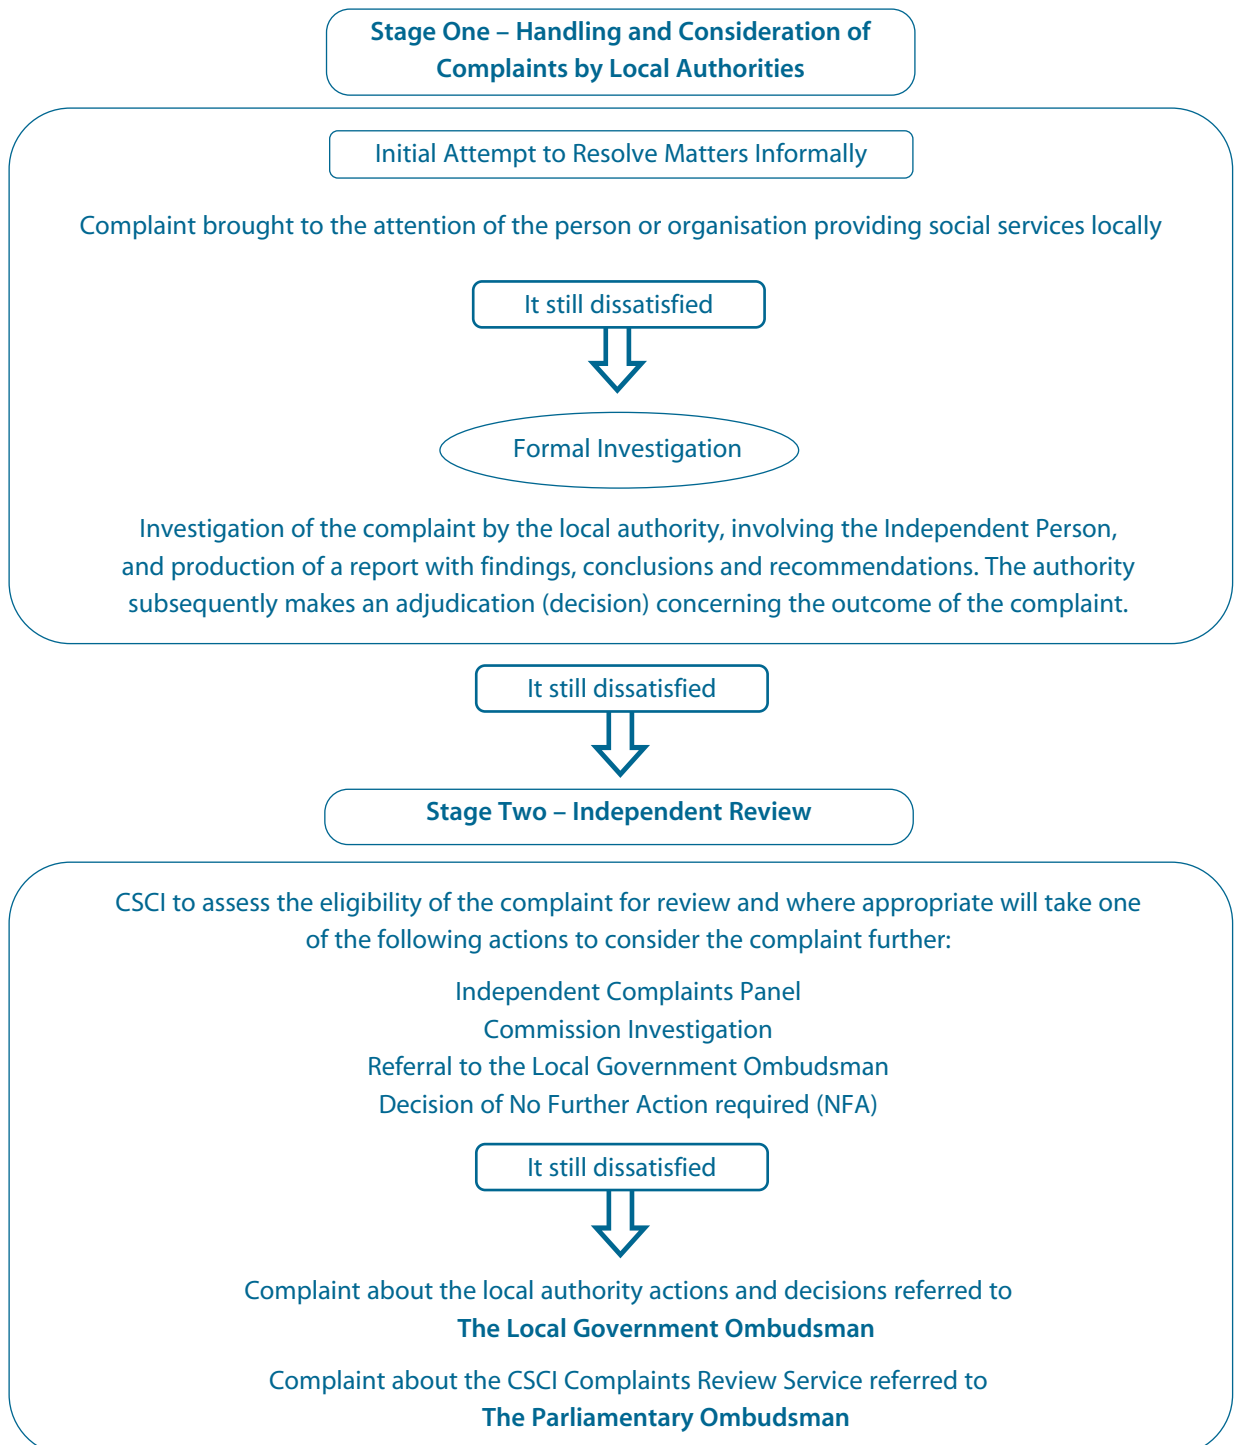 Stage One – Handling and Consideration of
Complaints by Local Authorities
Initial Attempt to Resolve Matters Informally
Complaint brought to the attention of the person or organisation providing social services locally
It still dissatisfied
Formal Investigation
Investigation of the complaint by the local authority, involving the Independent Person,
and production of a report with findings, conclusions and recommendations. The authority
subsequently makes an adjudication (decision) concerning the outcome of the complaint.
It still dissatisfied
Stage Two – Independent Review
CSCI to assess the eligibility of the complaint for review and where appropriate will take one
of the following actions to consider the complaint further:
Independent Complaints Panel
Commission Investigation
Referral to the Local Government Ombudsman
Decision of No Further Action required (NFA)
It still dissatisfied
Complaint about the local authority actions and decisions referred to
The Local Government Ombudsman
Complaint about the CSCI Complaints Review Service referred to
The Parliamentary Ombudsman